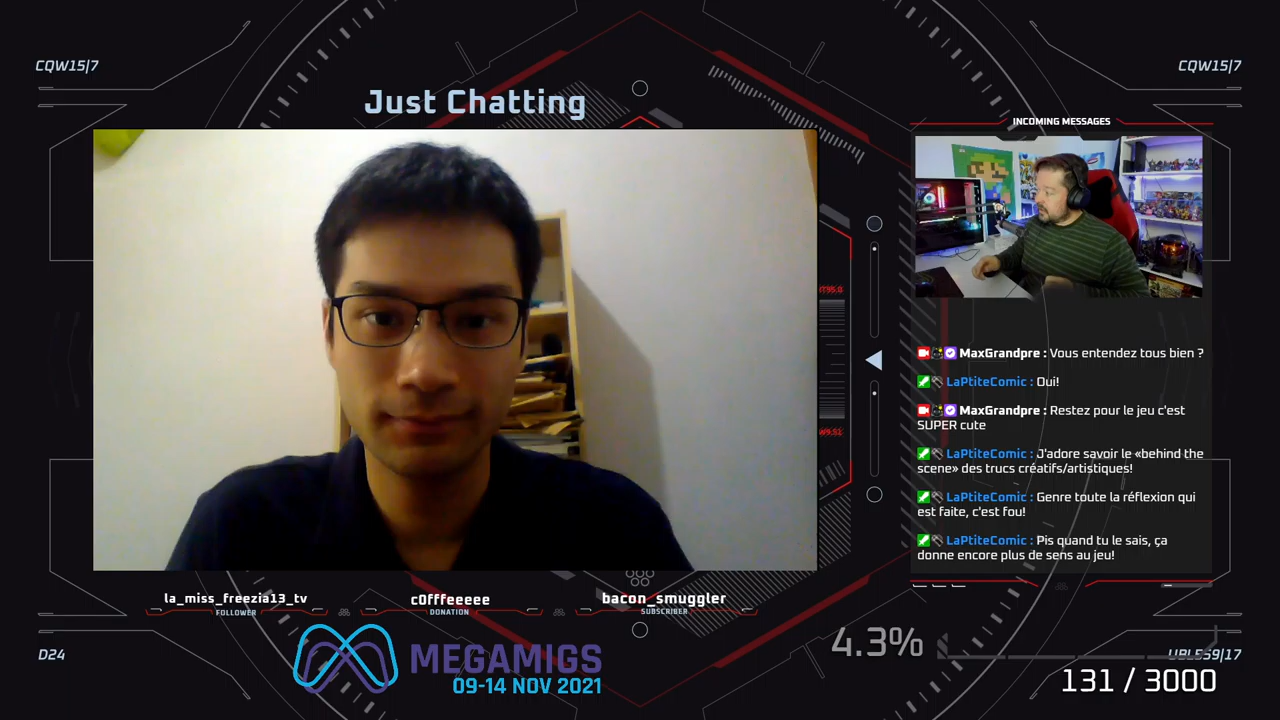 CQW15|7
CQW15|7
Just Chatting
INCOMING MESSAGES
MaxGrandpre : Vous entendez tous bien ?
LaPtiteComic : Oui!
MaxGrandpre : Restez pour le jeu c'est
SUPER cute
LaPtiteComic : J'adore savoir le «behind the
scene» des trucs créatifs/artistiques!
LaPtiteComic : Genre toute la réflexion qui
est faite, c'est fou!
LaPtiteComic : Pis quand tu le sais, ça
donne encore plus de sens au jeu!
la_miss_freezia13_tv
FOLLOWER
c0fffeeeee
DONATION
bacon_smuggler
SUBSCRIBER
D24
MEGAMIGS
09-14 NOV 2021
4.3%
131 / 3000